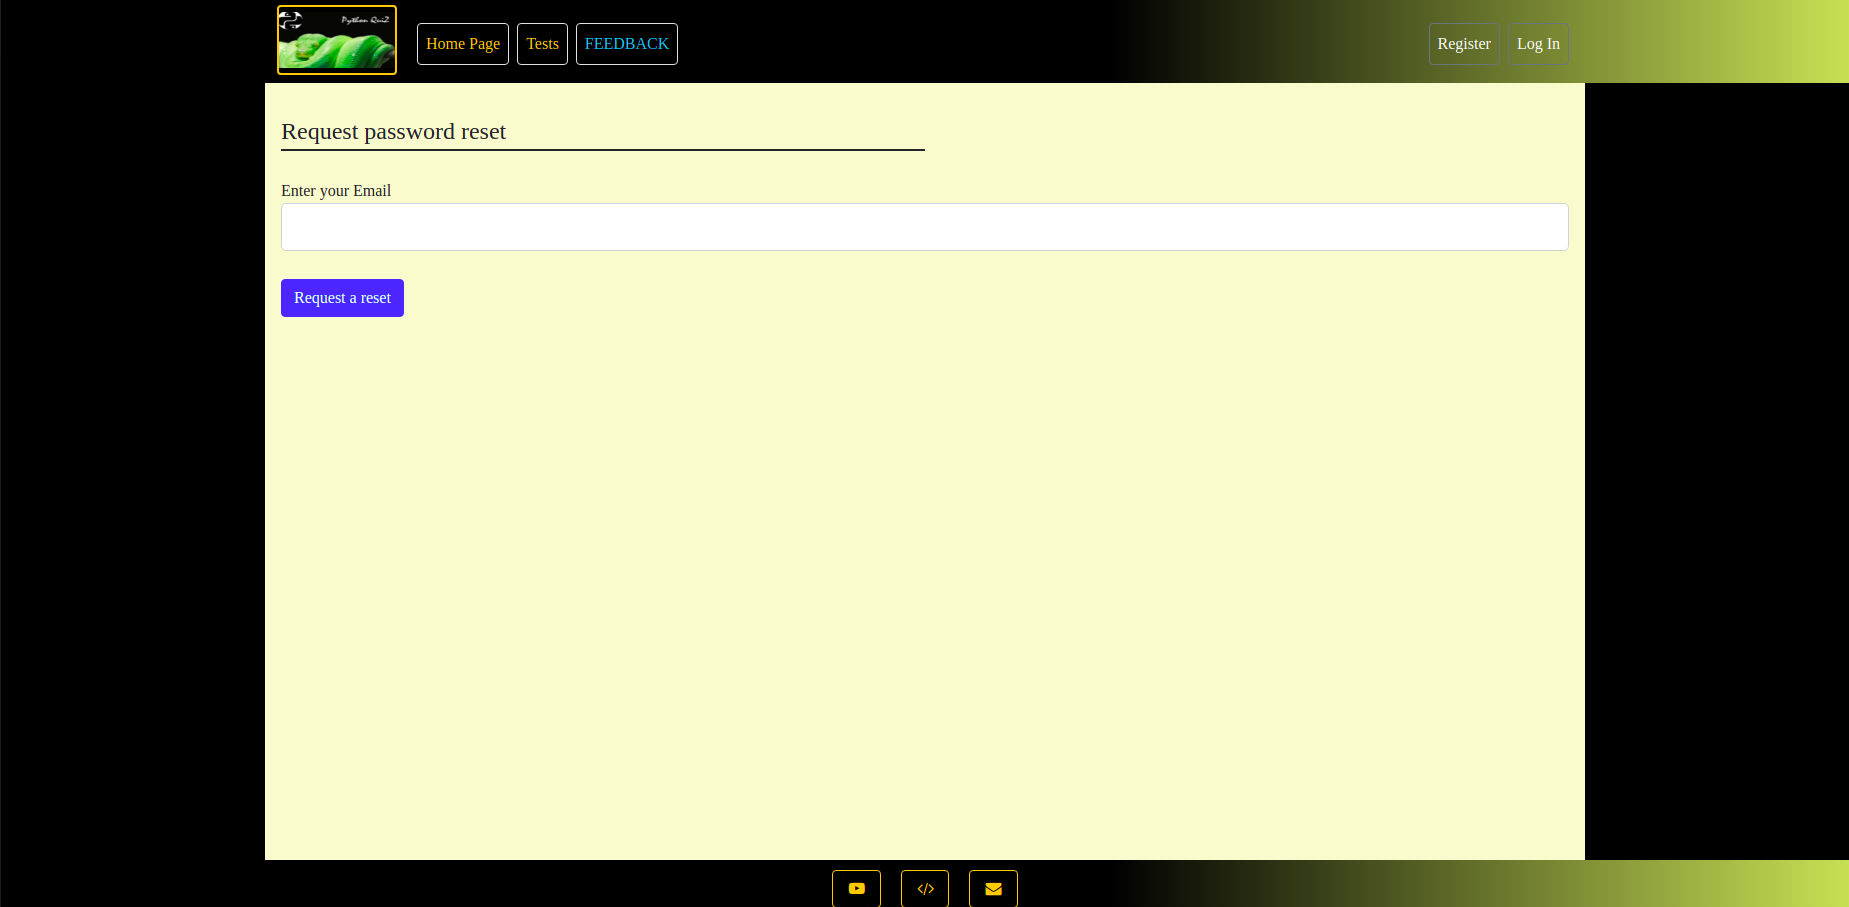 Python QuiZ
Home Page
Tests
FEEDBACK
Register
Log In
Request password reset
Enter your Email
Request a reset